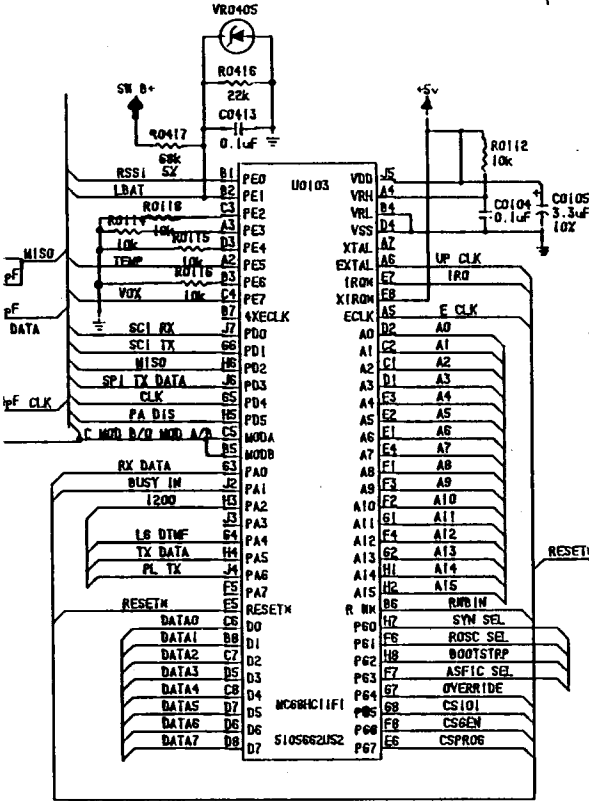 VR0405
R0416
22k
C0413
0.1uF
SW B+
R0417
68k
5%
+5v
R0112
10k
C0104
0.1uF
+
C0105
3.3uF
10%
U0103
RSSI B1 PE0
LBAT B2 PE1
R0118 C3 PE2
R0114 10k A3 PE3
10k R0115 D3 PE4
TEMP 10k A2 PE5
R0116 B3 PE6
VOX 10k C4 PE7
B7 4XECLK
SCI RX J7 PD0
SCI TX G6 PD1
MISO H6 PD2
SPI TX DATA J6 PD3
CLK G5 PD4
PA DIS H5 PD5
C5 MODA
B5 MODB
RX DATA G3 PA0
BUSY IN J2 PA1
1200 H3 PA2
J3 PA3
LS DTMF G4 PA4
TX DATA H4 PA5
PL TX J4 PA6
F5 PA7
RESET* E5 RESET*
DATA0 C6 D0
DATA1 B8 D1
DATA2 C7 D2
DATA3 D5 D3
DATA4 C8 D4
DATA5 D7 D5
DATA6 D6 D6
DATA7 D8 D7
MISO
pF
pF
DATA
pF CLK
VDD J5
VRH A4
VRL B4
VSS D4
XTAL A7
EXTAL A6 UP CLK
IRQ* E7 IRQ
XIRQ* E8
ECLK A5 E CLK
A0 D2 A0
A1 C2 A1
A2 C1 A2
A3 D1 A3
A4 E3 A4
A5 E2 A5
A6 E1 A6
A7 E4 A7
A8 F1 A8
A9 F3 A9
A10 F2 A10
A11 G1 A11
A12 F4 A12
A13 G2 A13
A14 H1 A14
A15 H2 A15
B6 RWBIN
PG0 H7 SYN SEL
PG1 F6 ROSC SEL
PG2 H8 BOOTSTRP
PG3 F7 ASFIC SEL
PG4 G7 OVERRIDE
PG5 G8 CSIO1
PG6 F8 CSGEN
PG7 E6 CSPROG
RESET*
MC68HC11F1
5105662U52